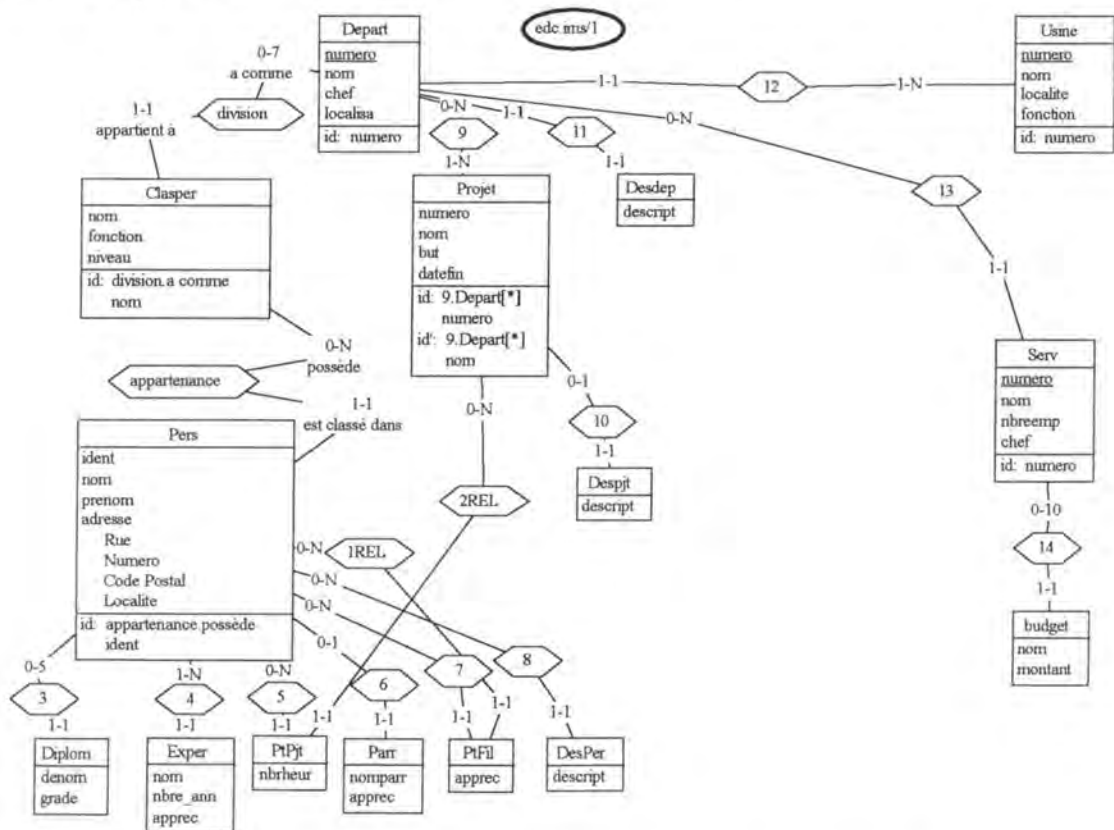 Depart
numero
nom
chef
localisa
id: numero
edc.ims/1
Usine
numero
nom
localite
fonction
id: numero
0-7
a comme
division
1-1
appartient à
1-1
12
1-N
0-N
9
1-N
1-1
11
1-1
0-N
13
1-1
Clasper
nom
fonction
niveau
id: division.a comme
nom
Projet
numero
nom
but
datefin
id: 9.Depart[*]
numero
id': 9.Depart[*]
nom
Desdep
descript
0-N
possède
appartenance
1-1
est classé dans
0-N
2REL
0-1
10
1-1
Despjt
descript
Serv
numero
nom
nbreemp
chef
id: numero
0-10
14
1-1
budget
nom
montant
Pers
ident
nom
prenom
adresse
Rue
Numero
Code Postal
Localite
id: appartenance.possède
ident
0-N
1REL
0-N
0-N
0-1
0-5
3
1-1
1-N
4
1-1
0-N
5
1-1
1-1
6
1-1
7
1-1
1-1
8
1-1
Diplom
denom
grade
Exper
nom
nbre_ann
apprec
PtPjt
nbrheur
Parr
nomparr
apprec
PtFil
apprec
DesPer
descript